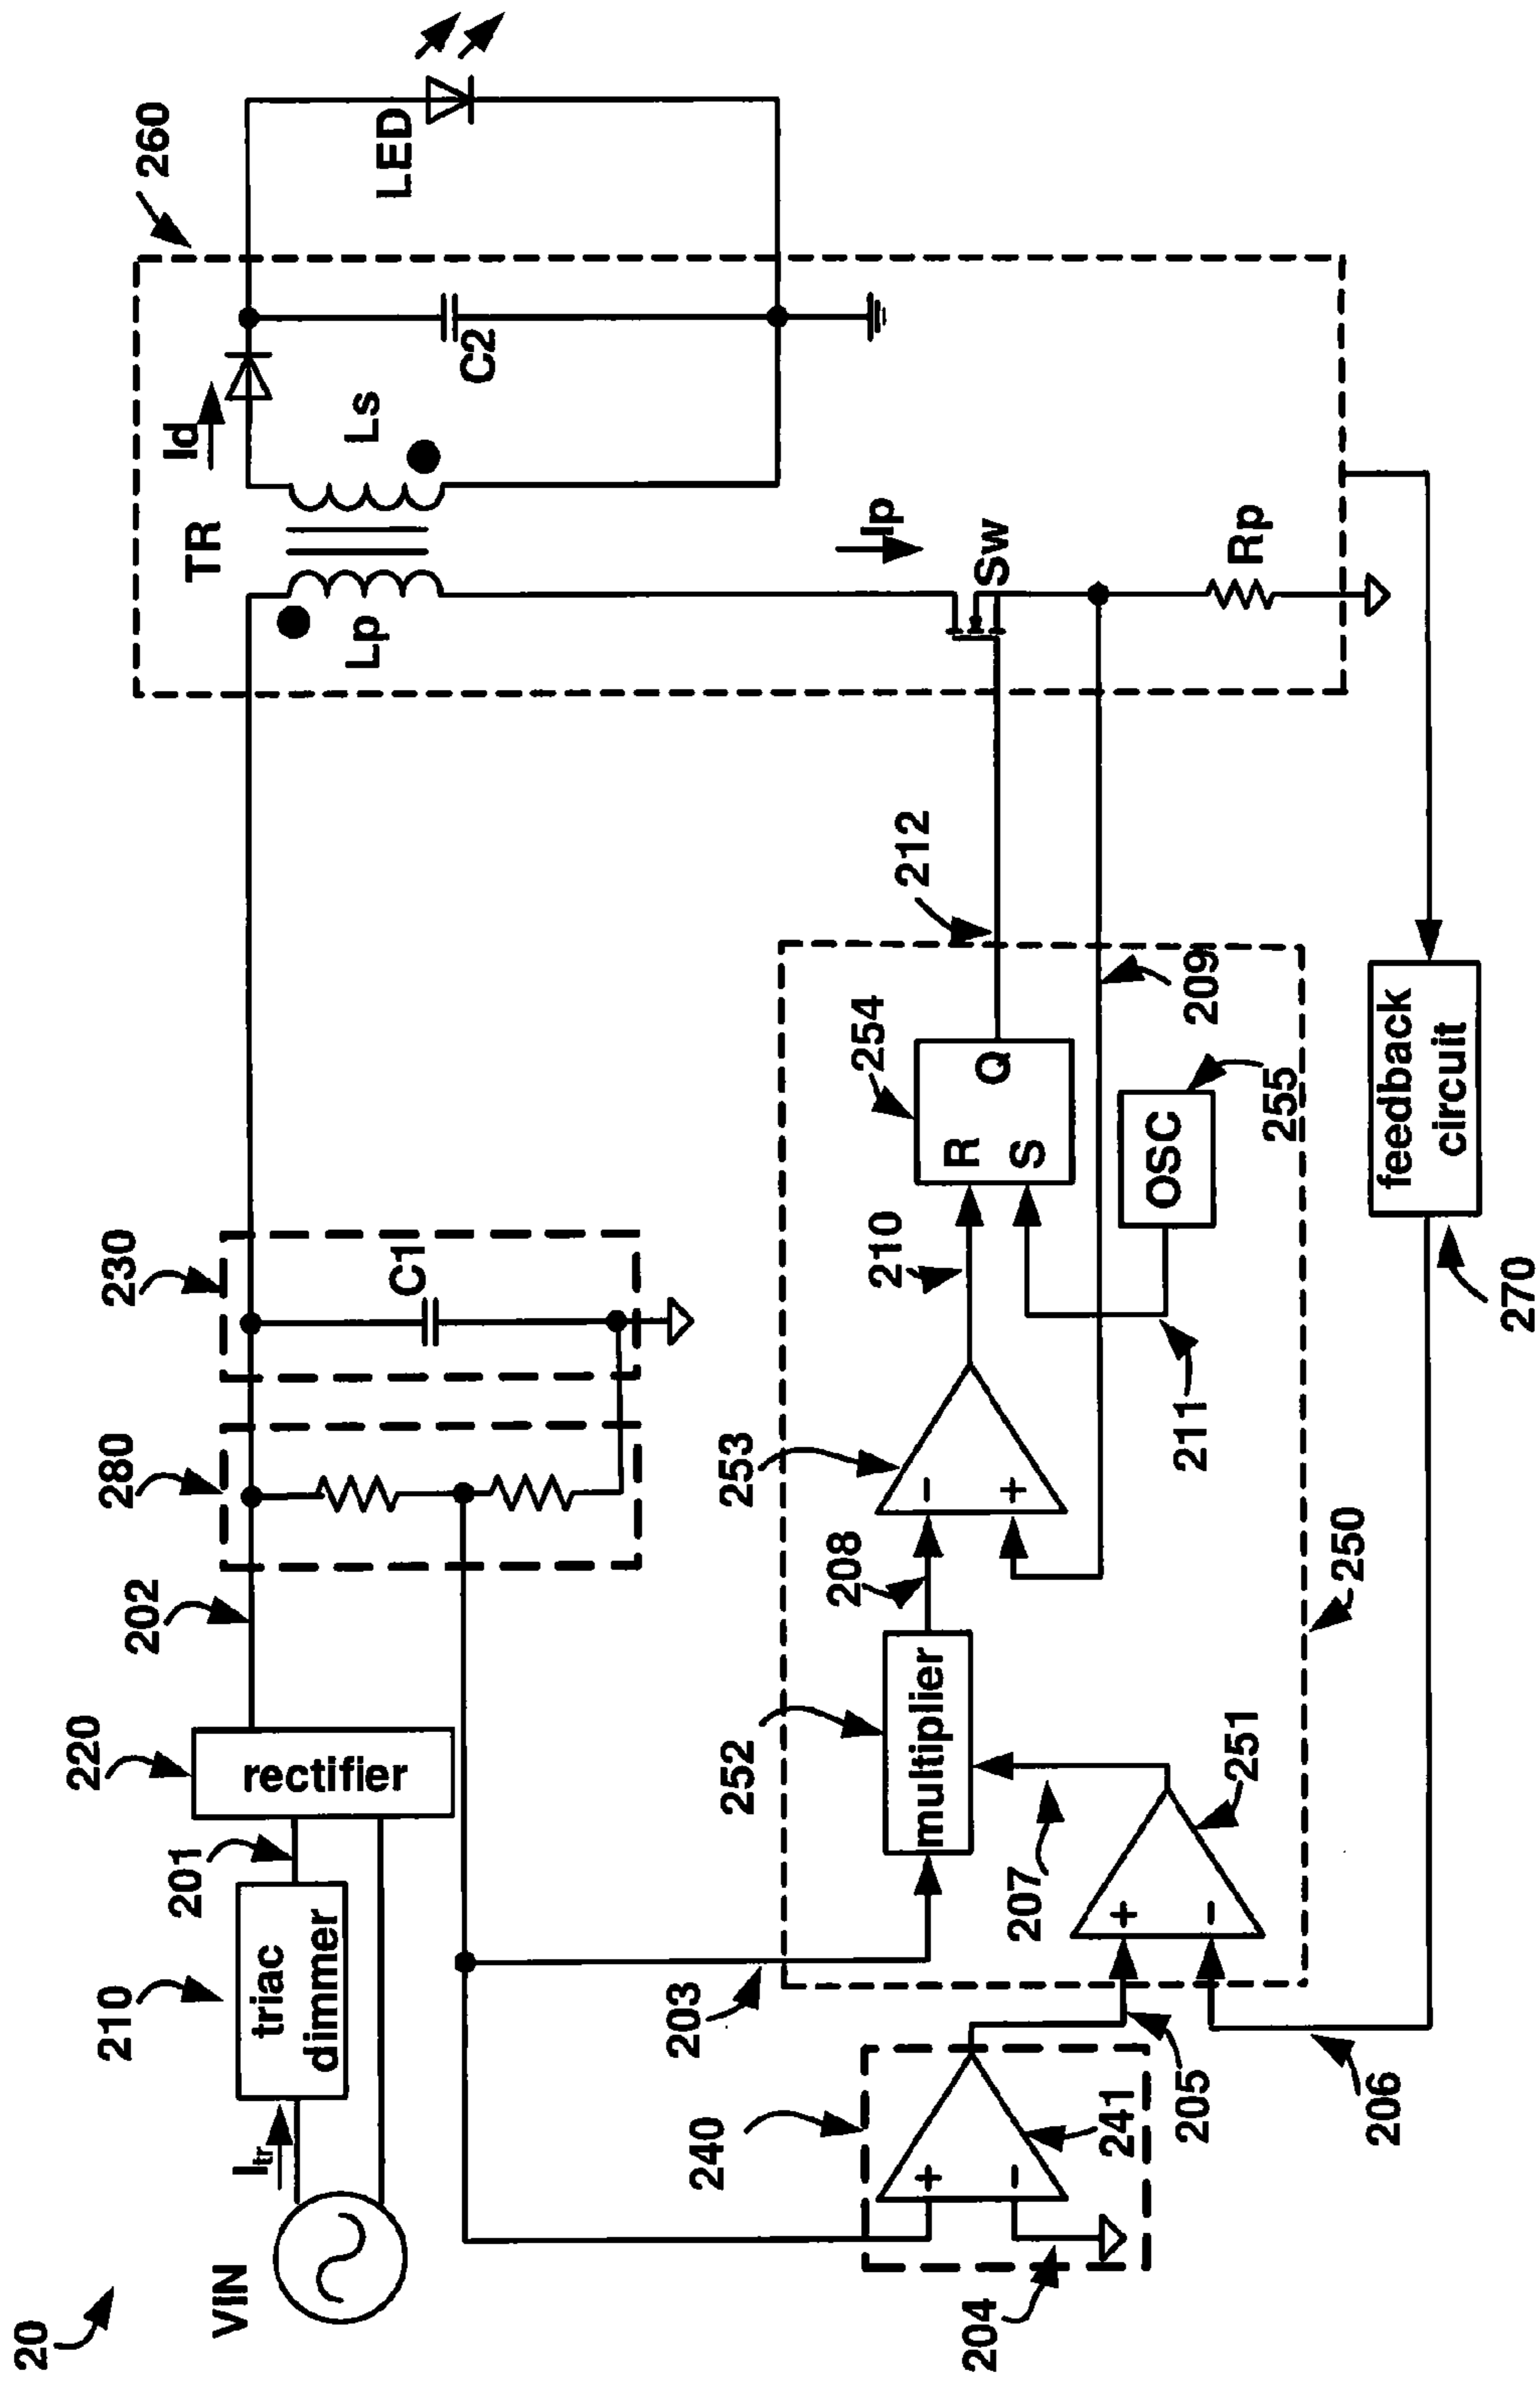 20
VIN
Itr
210
triac
dimmer
201
220
rectifier
202
280
230
C1
TR
Lp
Ls
Id
260
C2
LED
Ip
Sw
Rp
203
240
+
-
241
204
205
206
250
251
+
-
207
252
multiplier
208
253
-
+
210
254
R
S
Q
211
OSC
255
212
209
feedback
circuit
270